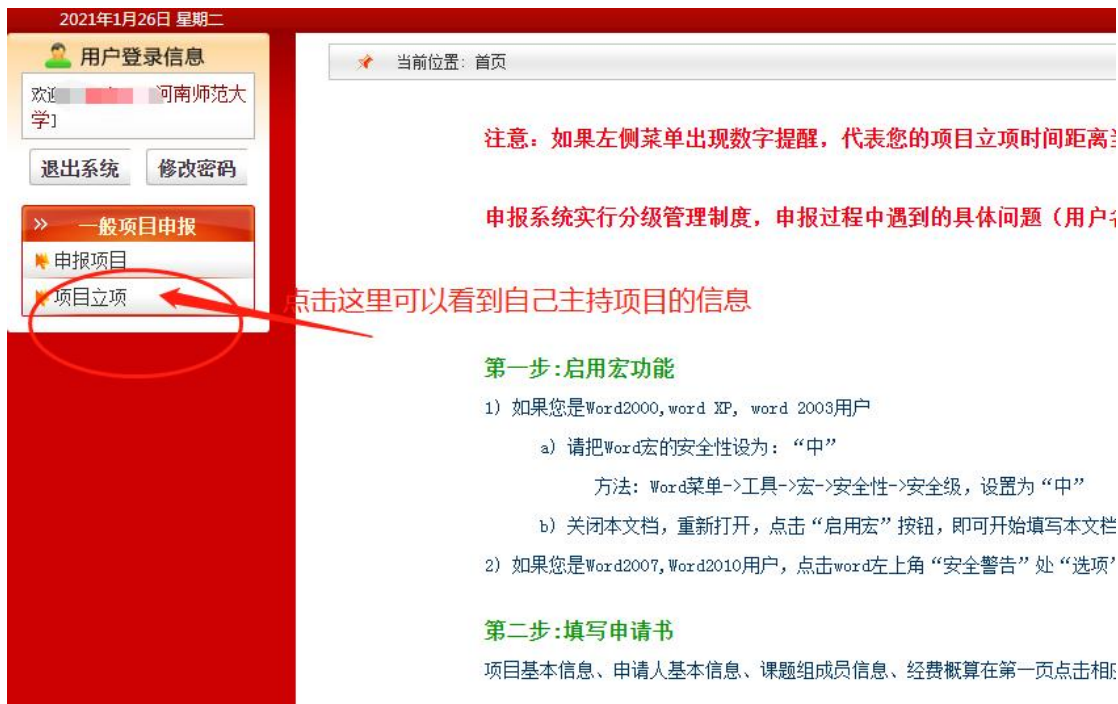 2021年1月26日 星期二
用户登录信息
欢迎 河南师范大
学]
退出系统 修改密码
一般项目申报
申报项目
项目立项
当前位置: 首页
注意：如果左侧菜单出现数字提醒，代表您的项目立项时间距离
申报系统实行分级管理制度，申报过程中遇到的具体问题（用户
点击这里可以看到自己主持项目的信息
第一步:启用宏功能
1) 如果您是Word2000,word XP, word 2003用户
a) 请把Word宏的安全性设为: “中”
方法: Word菜单->工具->宏->安全性->安全级, 设置为“中”
b) 关闭本文档, 重新打开, 点击“启用宏”按钮, 即可开始填写本文档
2) 如果您是Word2007,Word2010用户, 点击word左上角“安全警告”处“选项”
第二步:填写申请书
项目基本信息、申请人基本信息、课题组成员信息、经费概算在第一页点击相